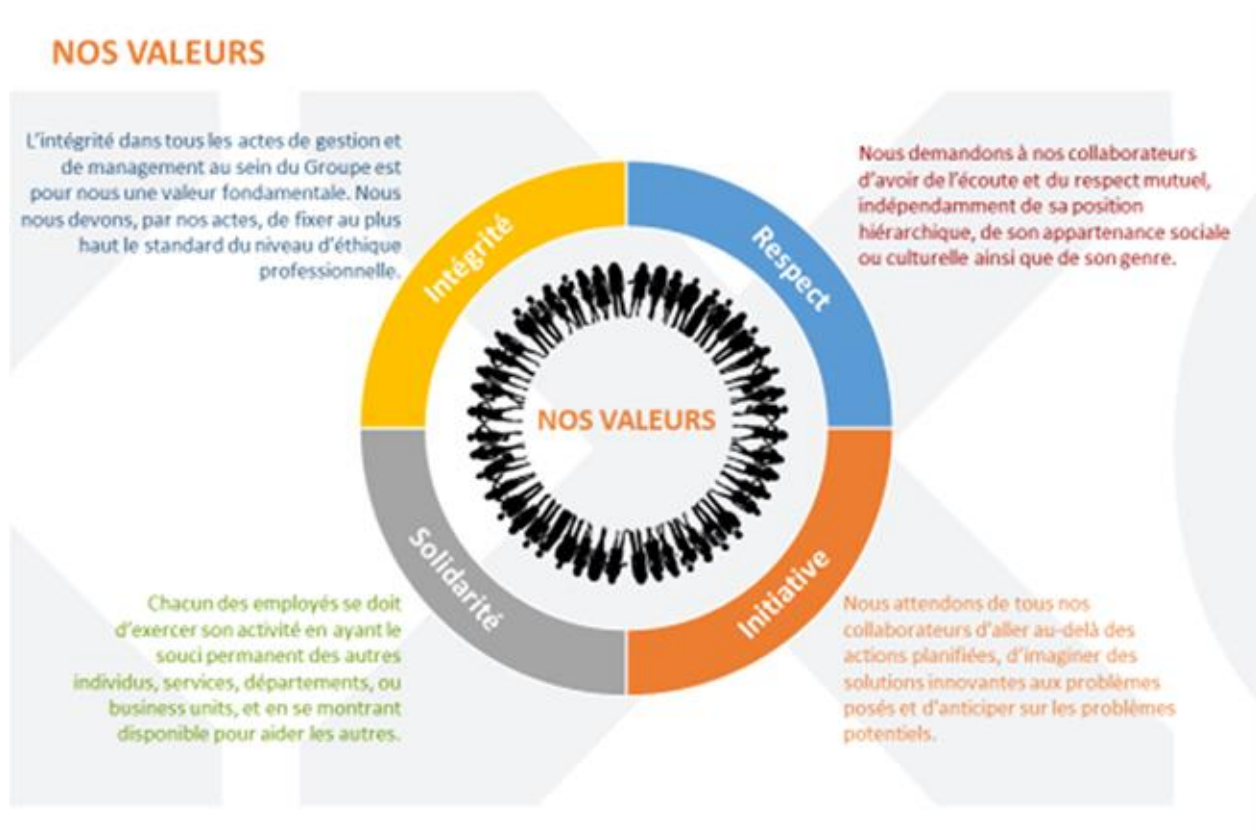 NOS VALEURS
L'intégrité dans tous les actes de gestion et
de management au sein du Groupe est
pour nous une valeur fondamentale. Nous
nous devons, par nos actes, de fixer au plus
haut le standard du niveau d'éthique
professionnelle.
Nous demandons à nos collaborateurs
d'avoir de l'écoute et du respect mutuel,
indépendamment de sa position
hiérarchique, de son appartenance sociale
ou culturelle ainsi que de son genre.
Intégrité
Respect
NOS VALEURS
Solidarité
Initiative
Chacun des employés se doit
d'exercer son activité en ayant le
souci permanent des autres
individus, services, départements, ou
business units, et en se montrant
disponible pour aider les autres.
Nous attendons de tous nos
collaborateurs d'aller au-delà des
actions planifiées, d'imaginer des
solutions innovantes aux problèmes
posés et d'anticiper sur les problèmes
potentiels.